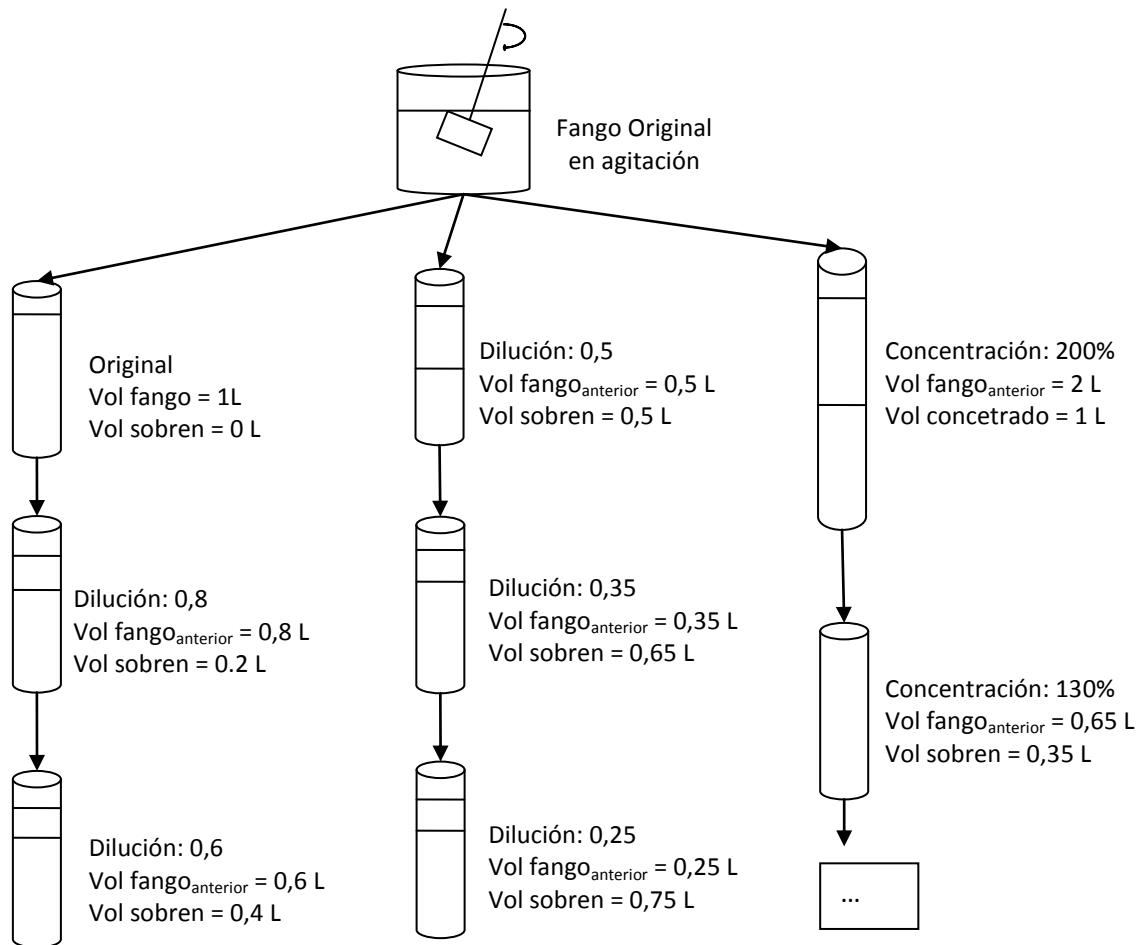 Fango Original
en agitación
Original
Vol fango = 1L
Vol sobren = 0 L
Dilución: 0,8
Vol fangoanterior = 0,8 L
Vol sobren = 0.2 L
Dilución: 0,6
Vol fangoanterior = 0,6 L
Vol sobren = 0,4 L
Dilución: 0,5
Vol fangoanterior = 0,5 L
Vol sobren = 0,5 L
Dilución: 0,35
Vol fangoanterior = 0,35 L
Vol sobren = 0,65 L
Dilución: 0,25
Vol fangoanterior = 0,25 L
Vol sobren = 0,75 L
Concentración: 200%
Vol fangoanterior = 2 L
Vol concetrado = 1 L
Concentración: 130%
Vol fangoanterior = 0,65 L
Vol sobren = 0,35 L
...